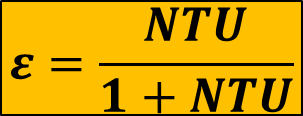 ε = NTU / 1 + NTU